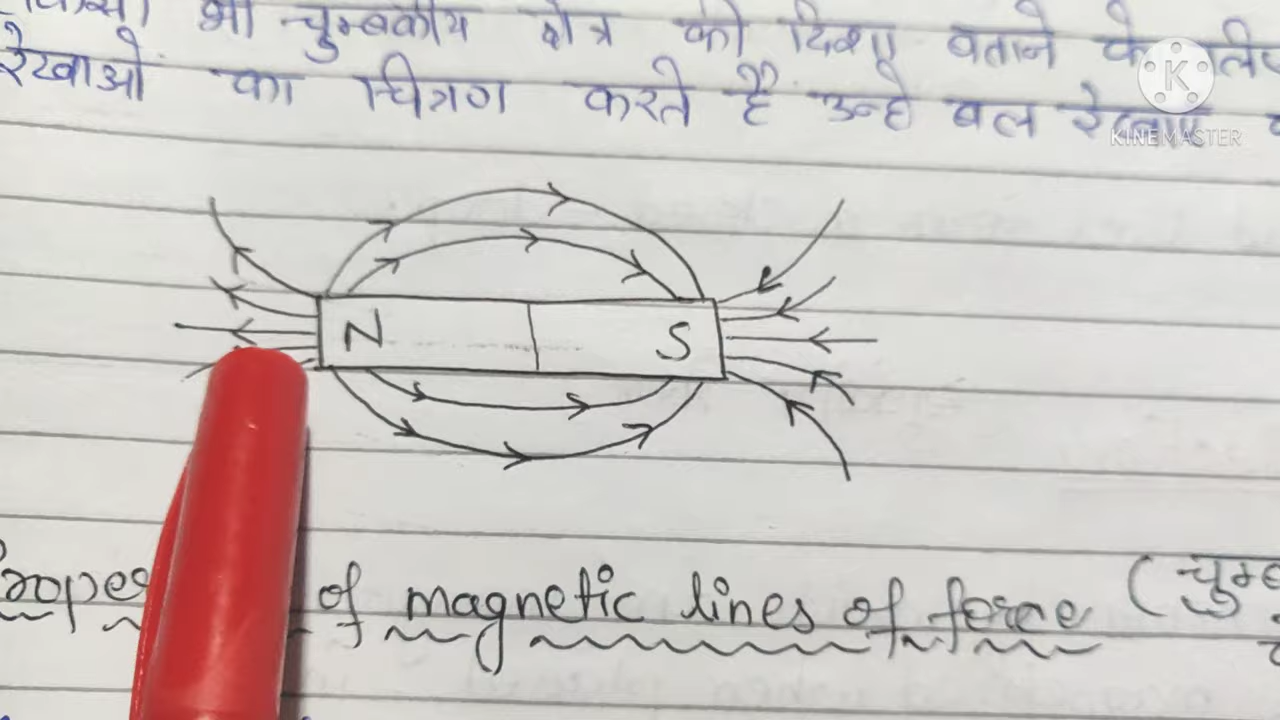 भी चुम्बकीय क्षेत्र की दिशा बताने के
रेखाओं का चित्रण करते हैं उन्हे बल रेखाएं
K
KINEMASTER
N S
of magnetic lines of force (